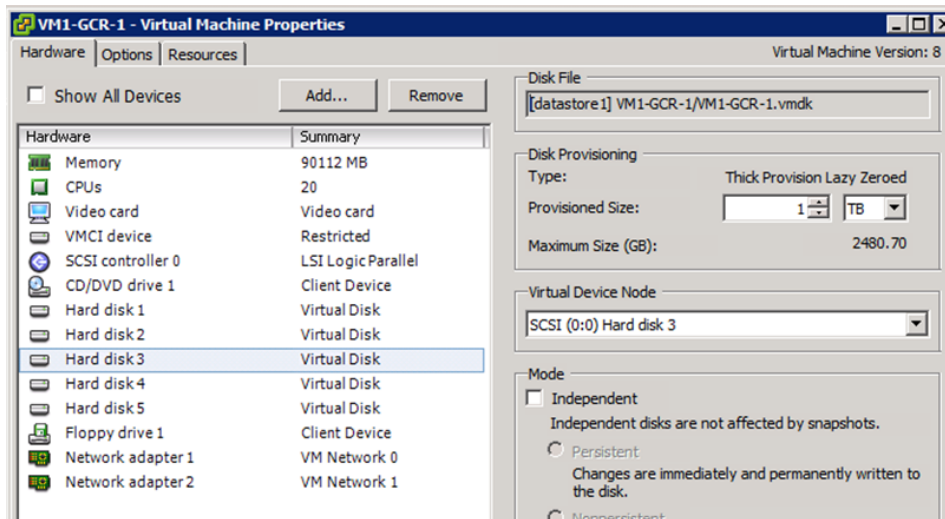 VM1-GCR-1 - Virtual Machine Properties
Hardware Options Resources Virtual Machine Version: 8
Show All Devices Add... Remove
Hardware Summary
Memory 90112 MB
CPUs 20
Video card Video card
VMCI device Restricted
SCSI controller 0 LSI Logic Parallel
CD/DVD drive 1 Client Device
Hard disk 1 Virtual Disk
Hard disk 2 Virtual Disk
Hard disk 3 Virtual Disk
Hard disk 4 Virtual Disk
Hard disk 5 Virtual Disk
Floppy drive 1 Client Device
Network adapter 1 VM Network 0
Network adapter 2 VM Network 1
Disk File
[datastore1] VM1-GCR-1/VM1-GCR-1.vmdk
Disk Provisioning
Type: Thick Provision Lazy Zeroed
Provisioned Size: 1 TB
Maximum Size (GB): 2480.70
Virtual Device Node
SCSI (0:0) Hard disk 3
Mode
Independent
Independent disks are not affected by snapshots.
Persistent
Changes are immediately and permanently written to
the disk.
Nonpersistent